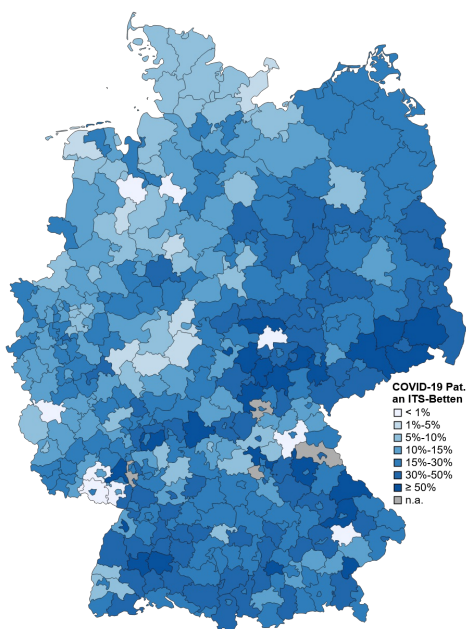 COVID-19 Pat.
an ITS-Betten
< 1%
1%-5%
5%-10%
10%-15%
15%-30%
30%-50%
≥ 50%
n.a.